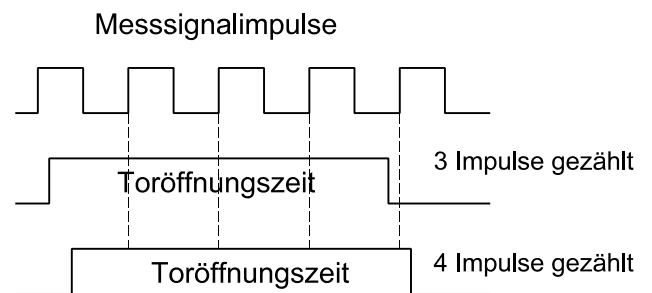 Messsignalimpulse
3 Impulse gezählt
Toröffnungszeit
4 Impulse gezählt
Toröffnungszeit